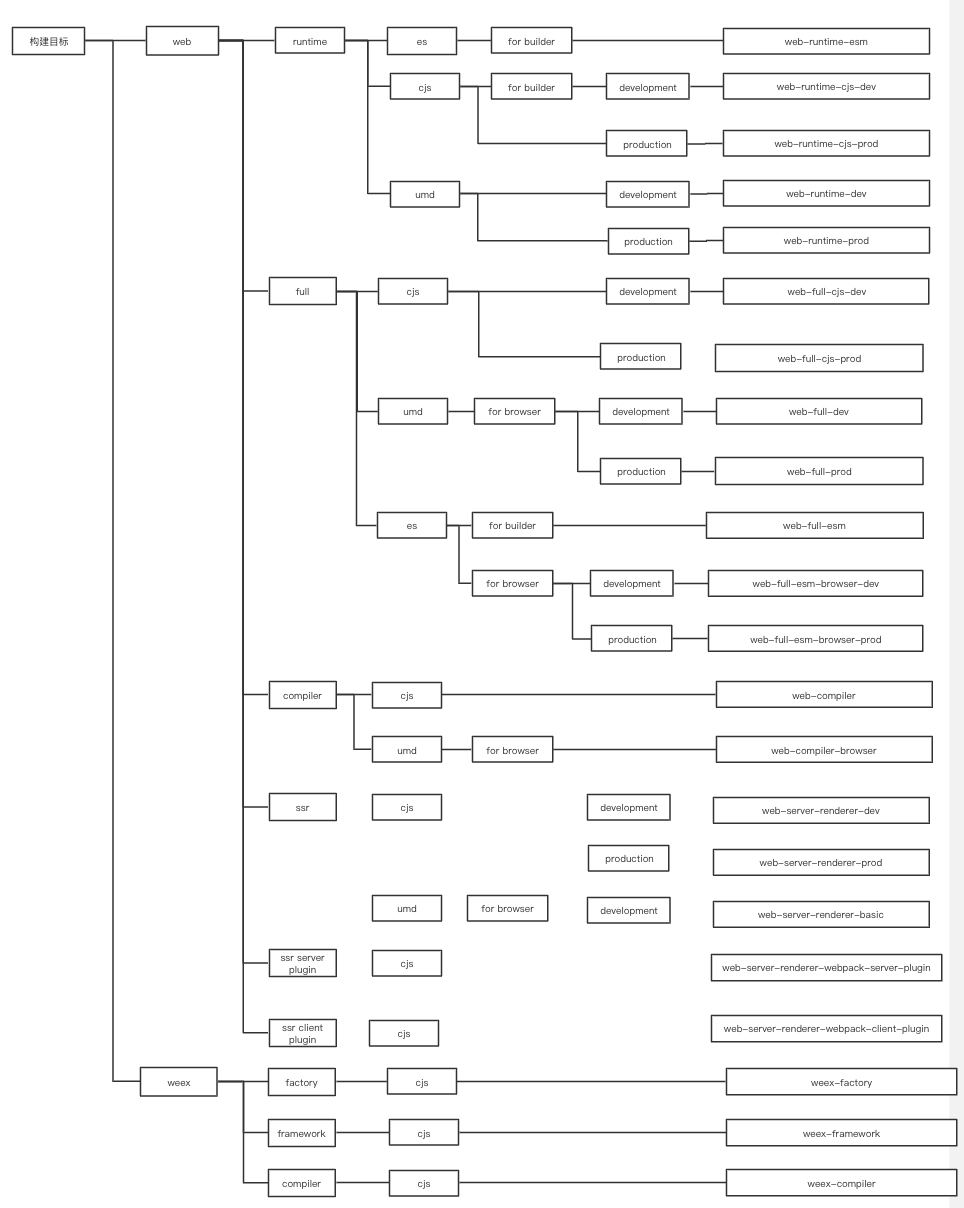 构建目标
web
runtime
es
for builder
web-runtime-esm
cjs
for builder
development
web-runtime-cjs-dev
production
web-runtime-cjs-prod
umd
development
web-runtime-dev
production
web-runtime-prod
full
cjs
development
web-full-cjs-dev
production
web-full-cjs-prod
umd
for browser
development
web-full-dev
production
web-full-prod
es
for builder
web-full-esm
for browser
development
web-full-esm-browser-dev
production
web-full-esm-browser-prod
compiler
cjs
web-compiler
umd
for browser
web-compiler-browser
ssr
cjs
development
web-server-renderer-dev
production
web-server-renderer-prod
umd
for browser
development
web-server-renderer-basic
ssr server
plugin
cjs
web-server-renderer-webpack-server-plugin
ssr client
plugin
cjs
web-server-renderer-webpack-client-plugin
weex
factory
cjs
weex-factory
framework
cjs
weex-framework
compiler
cjs
weex-compiler